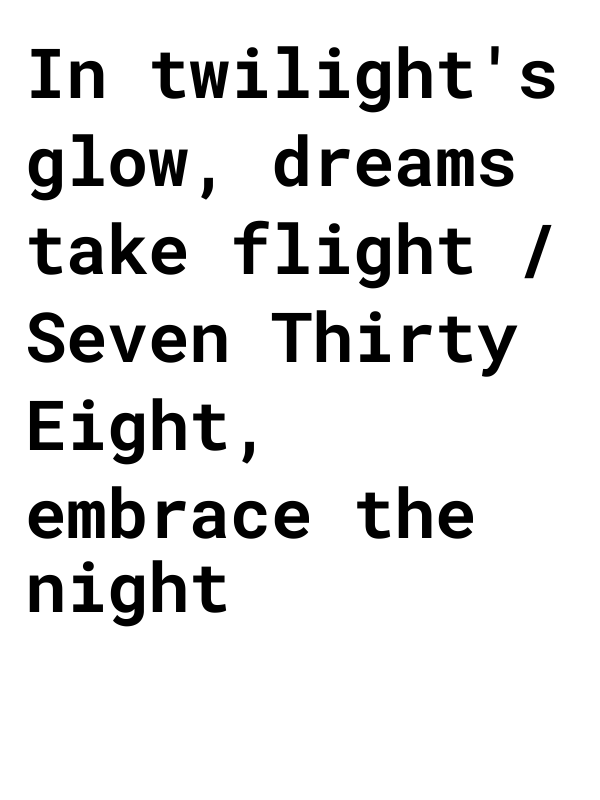 In twilight's
glow, dreams
take flight /
Seven Thirty
Eight,
embrace the
night